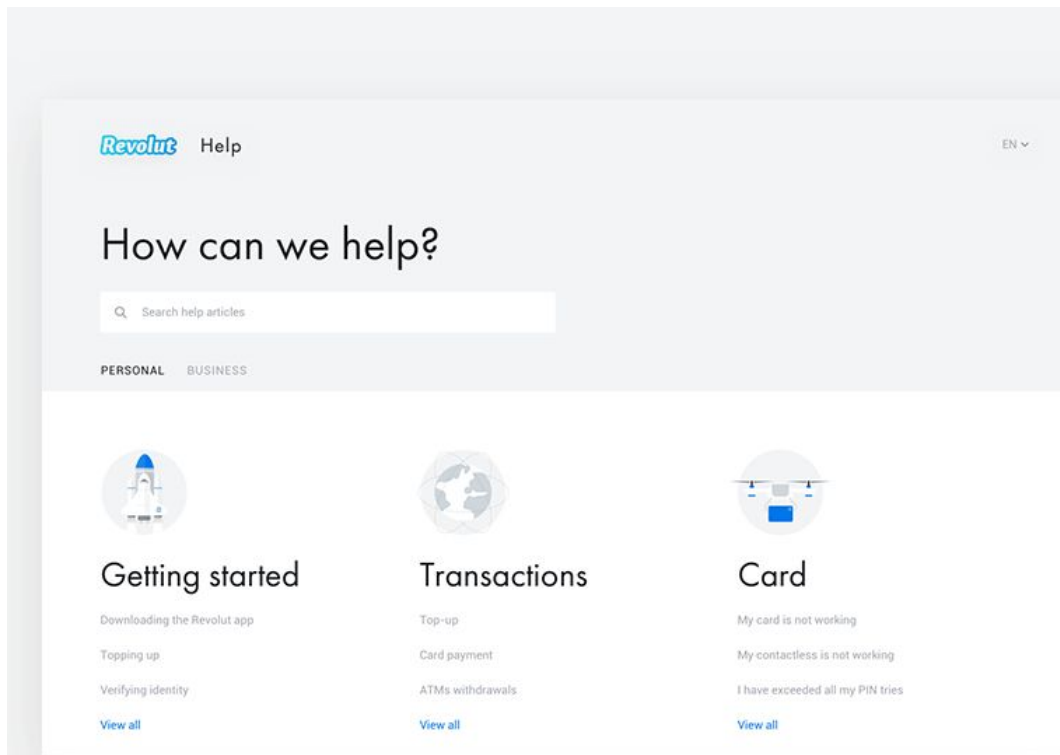 Revolut Help
EN
How can we help?
Search help articles
PERSONAL BUSINESS
Getting started
Downloading the Revolut app
Topping up
Verifying identity
View all
Transactions
Top-up
Card payment
ATMs withdrawals
View all
Card
My card is not working
My contactless is not working
I have exceeded all my PIN tries
View all